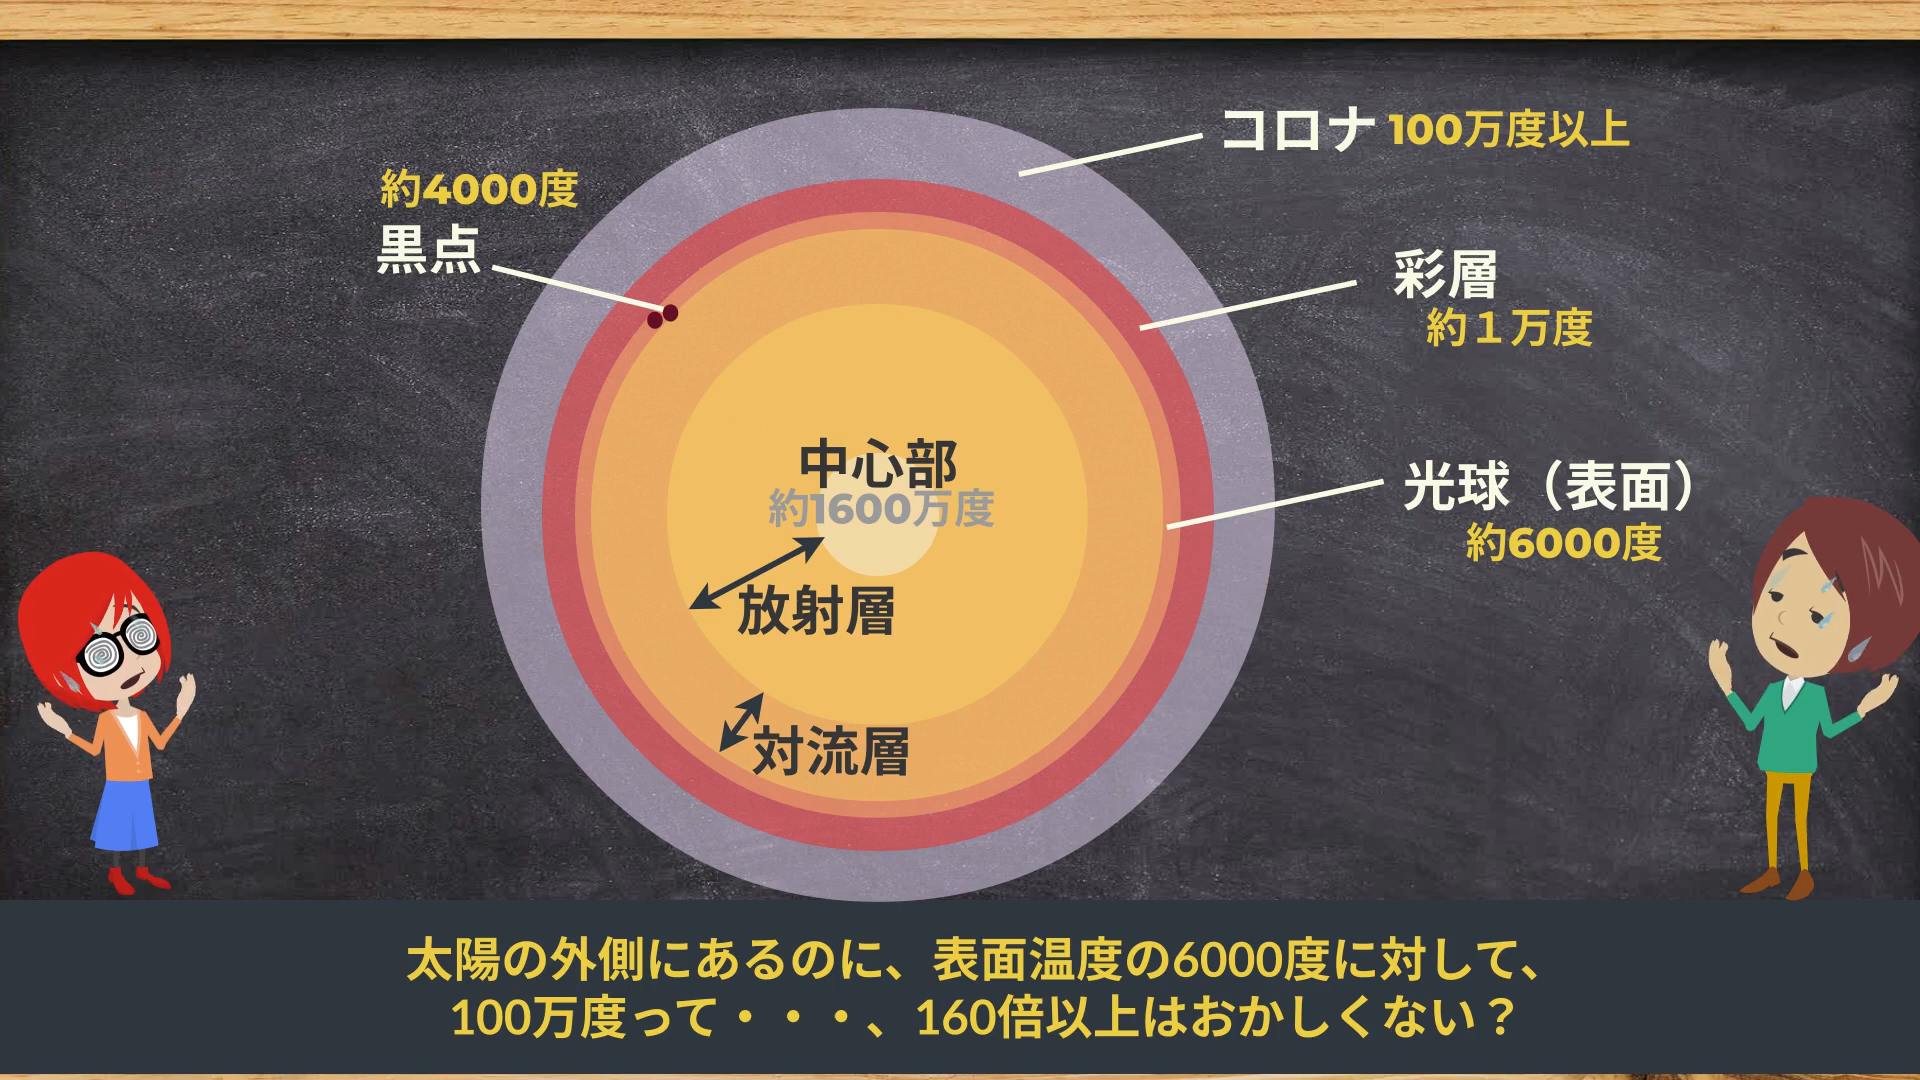 コロナ 100万度以上
約4000度
黒点
彩層
約１万度
中心部
約1600万度
光球（表面）
約6000度
放射層
対流層
太陽の外側にあるのに、表面温度の6000度に対して、
100万度って・・・、160倍以上はおかしくない？